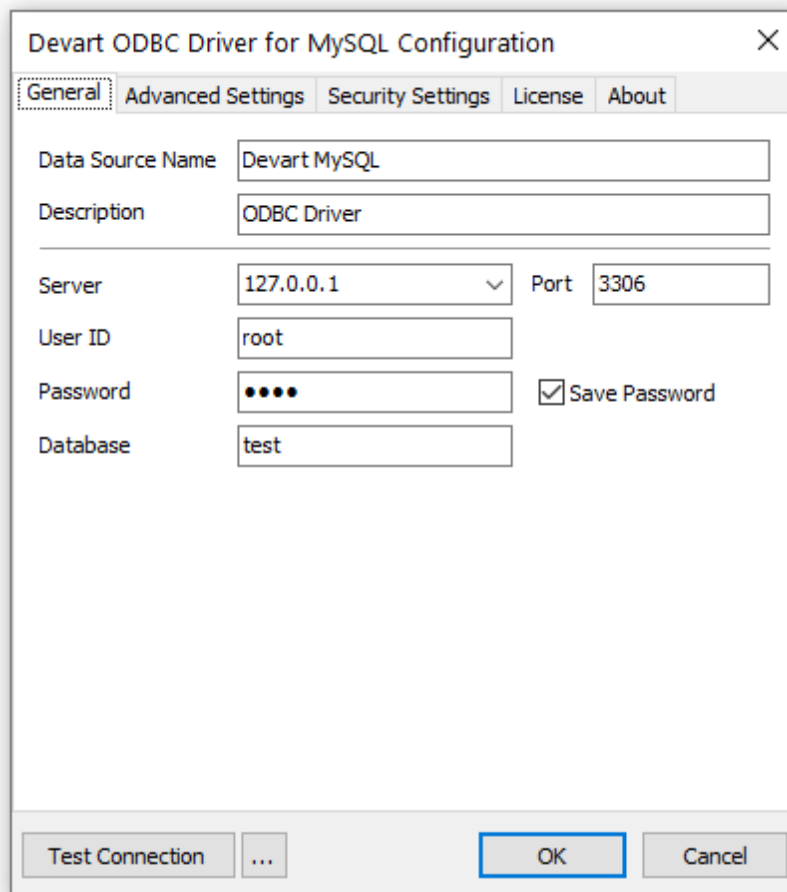 Devart ODBC Driver for MySQL Configuration
General Advanced Settings Security Settings License About
Data Source Name Devart MySQL
Description ODBC Driver
Server 127.0.0.1 Port 3306
User ID root
Password ●●●● Save Password
Database test
Test Connection ... OK Cancel